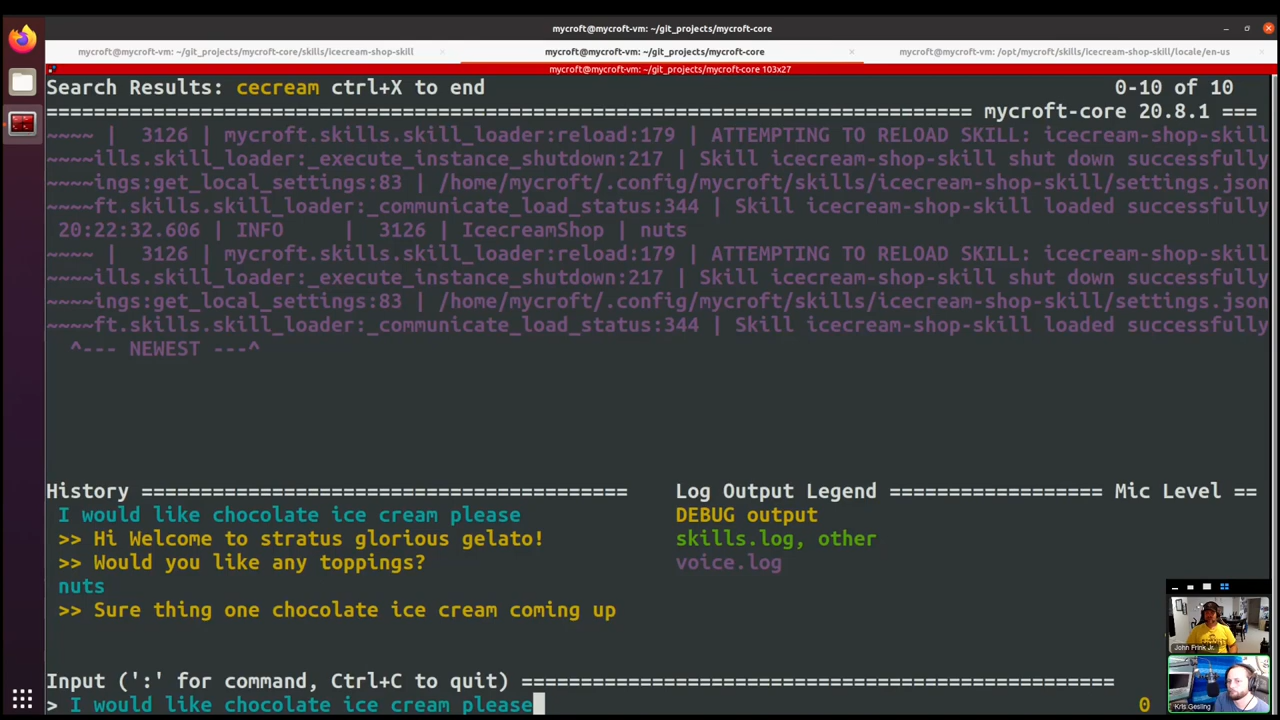 mycroft@mycroft-vm: ~/git_projects/mycroft-core
mycroft@mycroft-vm: ~/git_projects/mycroft-core/skills/icecream-shop-skill
mycroft@mycroft-vm: ~/git_projects/mycroft-core
mycroft@mycroft-vm: /opt/mycroft/skills/icecream-shop-skill/locale/en-us
mycroft@mycroft-vm: ~/git_projects/mycroft-core 103x27
Search Results: cecream ctrl+X to end 0-10 of 10
============================================================================== mycroft-core 20.8.1 ===
~~~~ | 3126 | mycroft.skills.skill_loader:reload:179 | ATTEMPTING TO RELOAD SKILL: icecream-shop-skill
~~~~ills.skill_loader:_execute_instance_shutdown:217 | Skill icecream-shop-skill shut down successfully
~~~~ings:get_local_settings:83 | /home/mycroft/.config/mycroft/skills/icecream-shop-skill/settings.json
~~~~ft.skills.skill_loader:_communicate_load_status:344 | Skill icecream-shop-skill loaded successfully
20:22:32.606 | INFO | 3126 | IcecreamShop | nuts
~~~~ | 3126 | mycroft.skills.skill_loader:reload:179 | ATTEMPTING TO RELOAD SKILL: icecream-shop-skill
~~~~ills.skill_loader:_execute_instance_shutdown:217 | Skill icecream-shop-skill shut down successfully
~~~~ings:get_local_settings:83 | /home/mycroft/.config/mycroft/skills/icecream-shop-skill/settings.json
~~~~ft.skills.skill_loader:_communicate_load_status:344 | Skill icecream-shop-skill loaded successfully
^--- NEWEST ---^
History =========================================
I would like chocolate ice cream please
>> Hi Welcome to stratus glorious gelato!
>> Would you like any toppings?
nuts
>> Sure thing one chocolate ice cream coming up
Log Output Legend ================== Mic Level ==
DEBUG output
skills.log, other
voice.log
John Frink Jr.
Kris Gesling
Input (':' for command, Ctrl+C to quit) ==================================================
> I would like chocolate ice cream please 0